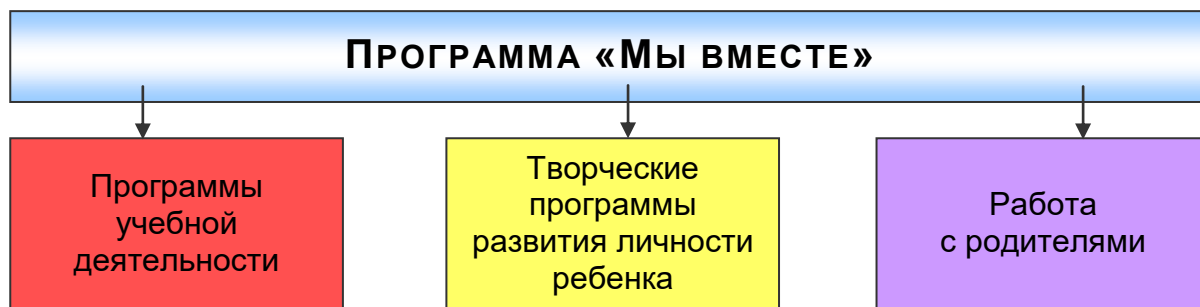 ПРОГРАММА «МЫ ВМЕСТЕ»
Программы
учебной
деятельности
Творческие
программы
развития личности
ребенка
Работа
с родителями